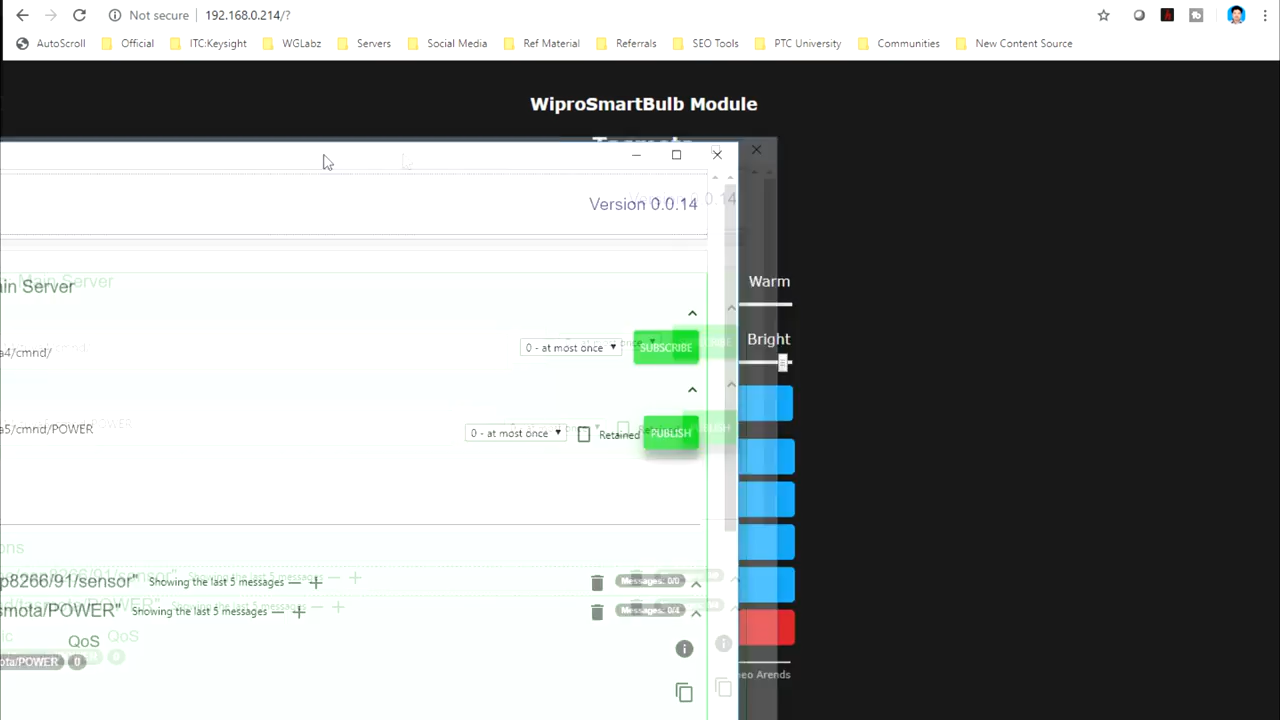 Not secure 192.168.0.214/?
AutoScroll Official ITC:Keysight WGLabz Servers Social Media Ref Material Referrals SEO Tools PTC University Communities New Content Source
WiproSmartBulb Module
Version 0.0.14
Warm
ain Server
Bright
a4/cmnd/ 0 - at most once SUBSCRIBE
a5/cmnd/POWER 0 - at most once Retained PUBLISH
ons
p8266/91/sensor" Showing the last 5 messages Messages: 0/0
smota/POWER" Showing the last 5 messages Messages: 0/4
ic QoS
ota/POWER 0
eo Arends